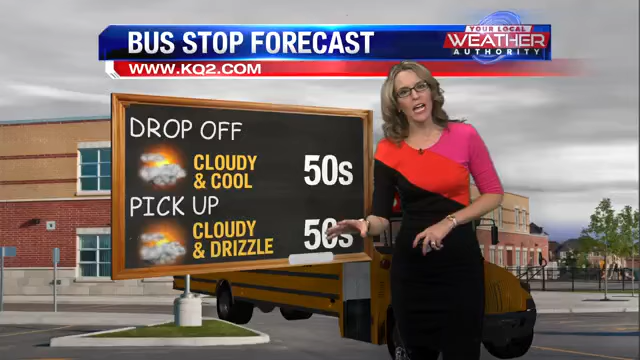 BUS STOP FORECAST
WWW.KQ2.COM
YOUR LOCAL
WEATHER
AUTHORITY
DROP OFF
CLOUDY
& COOL
50s
PICK UP
CLOUDY
& DRIZZLE
50s